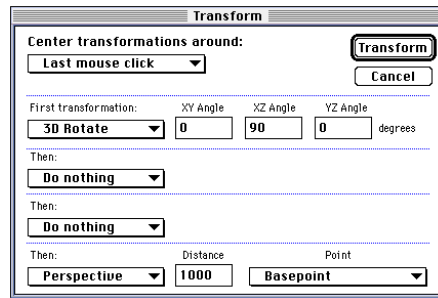 Transform
Center transformations around:
Last mouse click
Transform
Cancel
First transformation: XY Angle XZ Angle YZ Angle
3D Rotate 0 90 0 degrees
Then:
Do nothing
Then:
Do nothing
Then: Distance Point
Perspective 1000 Basepoint